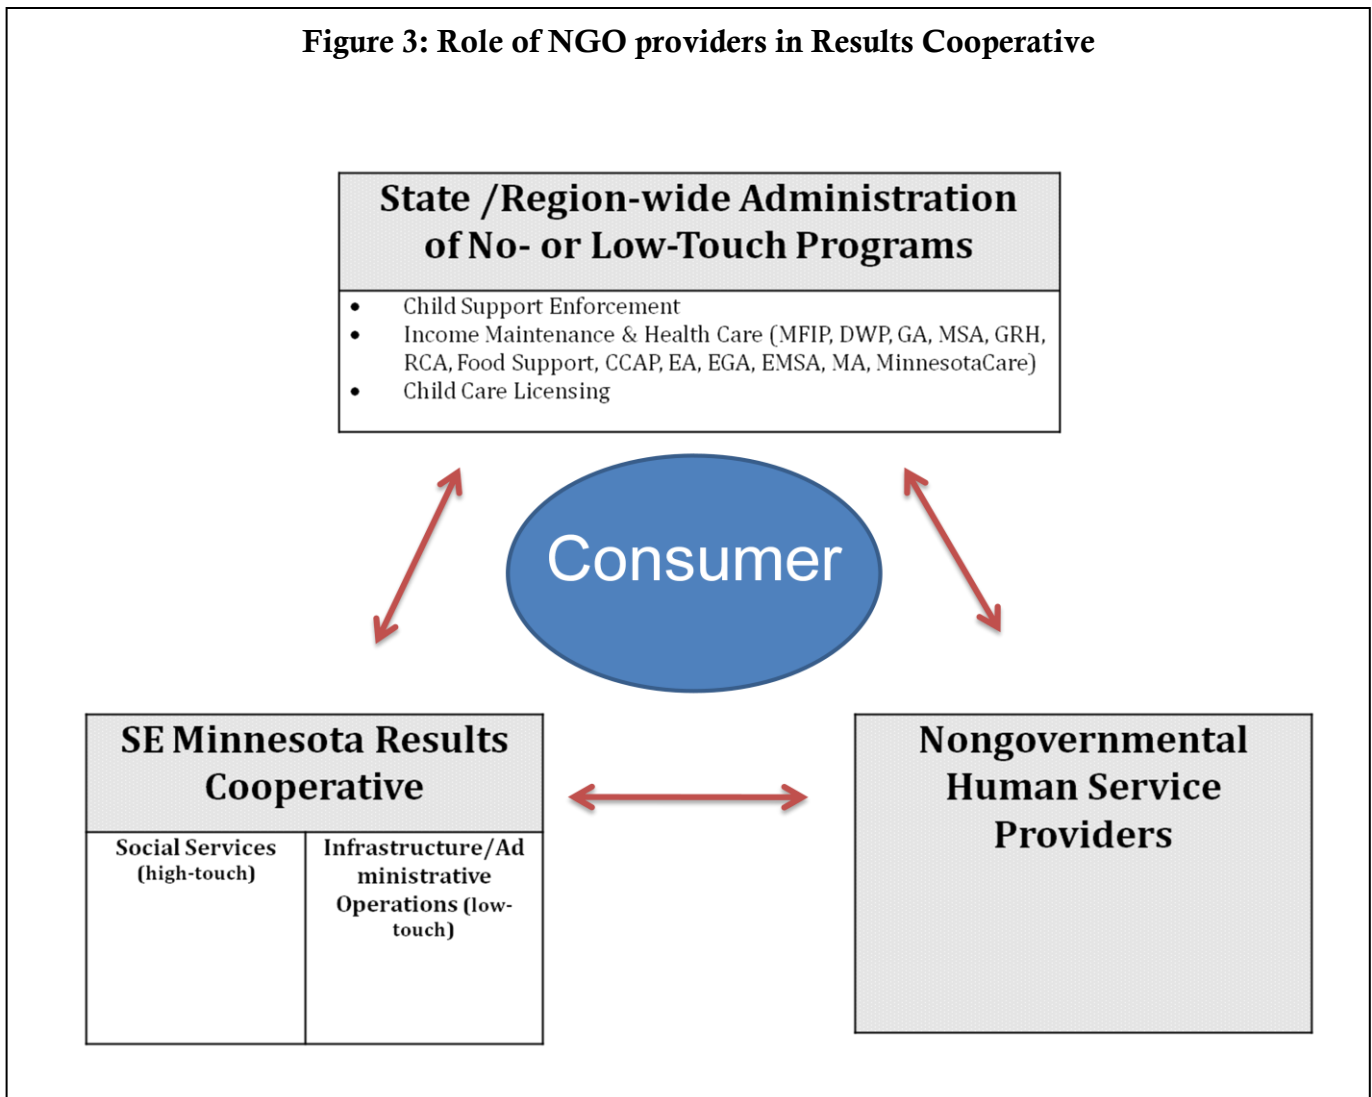 Figure 3: Role of NGO providers in Results Cooperative
State /Region-wide Administration
of No- or Low-Touch Programs
• Child Support Enforcement
• Income Maintenance & Health Care (MFIP, DWP, GA, MSA, GRH,
RCA, Food Support, CCAP, EA, EGA, EMSA, MA, MinnesotaCare)
• Child Care Licensing
Consumer
SE Minnesota Results
Cooperative
Social Services
(high-touch)
Infrastructure/Ad
ministrative
Operations (low-
touch)
Nongovernmental
Human Service
Providers